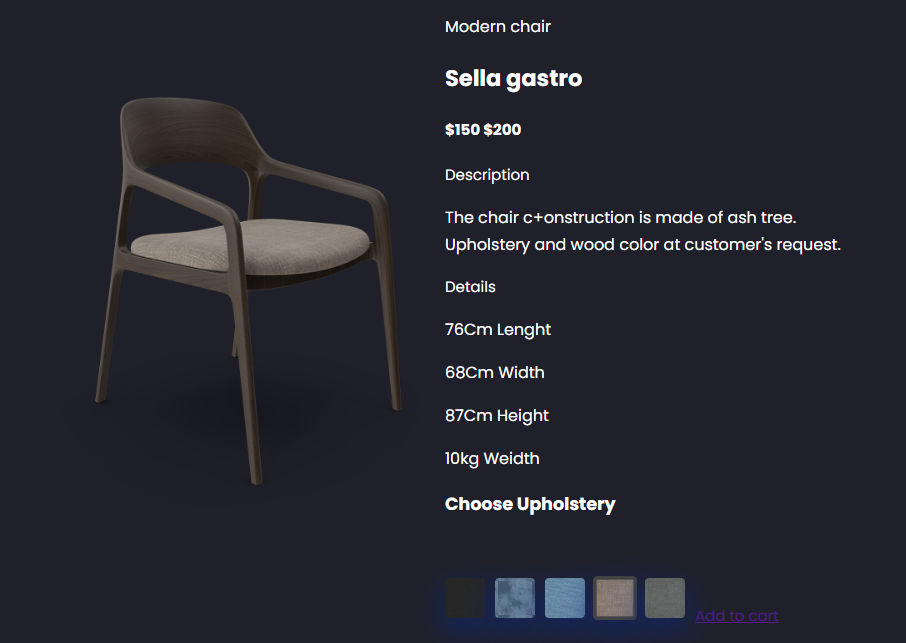 Modern chair
Sella gastro
$150 $200
Description
The chair c+onstruction is made of ash tree.
Upholstery and wood color at customer's request.
Details
76Cm Lenght
68Cm Width
87Cm Height
10kg Weidth
Choose Upholstery
Add to cart